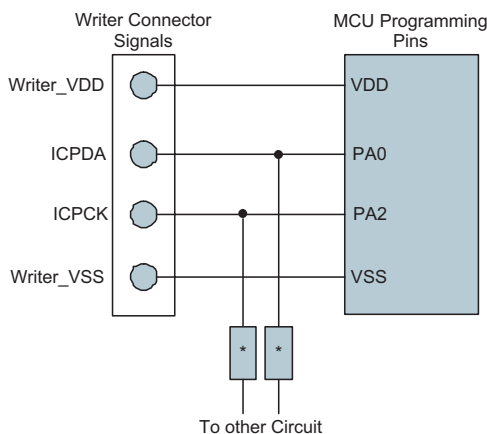 Writer Connector
Signals
MCU Programming
Pins
Writer_VDD
VDD
ICPDA
PA0
ICPCK
PA2
Writer_VSS
VSS
* *
To other Circuit